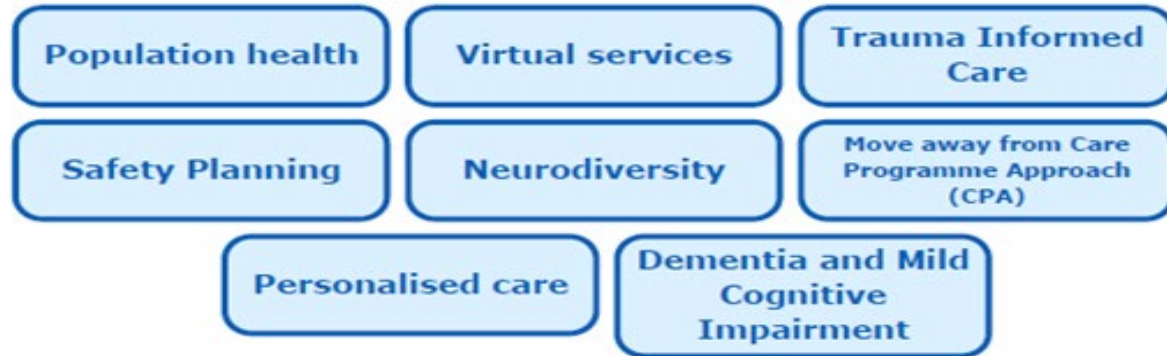 Population health
Virtual services
Trauma Informed
Care
Safety Planning
Neurodiversity
Move away from Care
Programme Approach
(CPA)
Personalised care
Dementia and Mild
Cognitive
Impairment